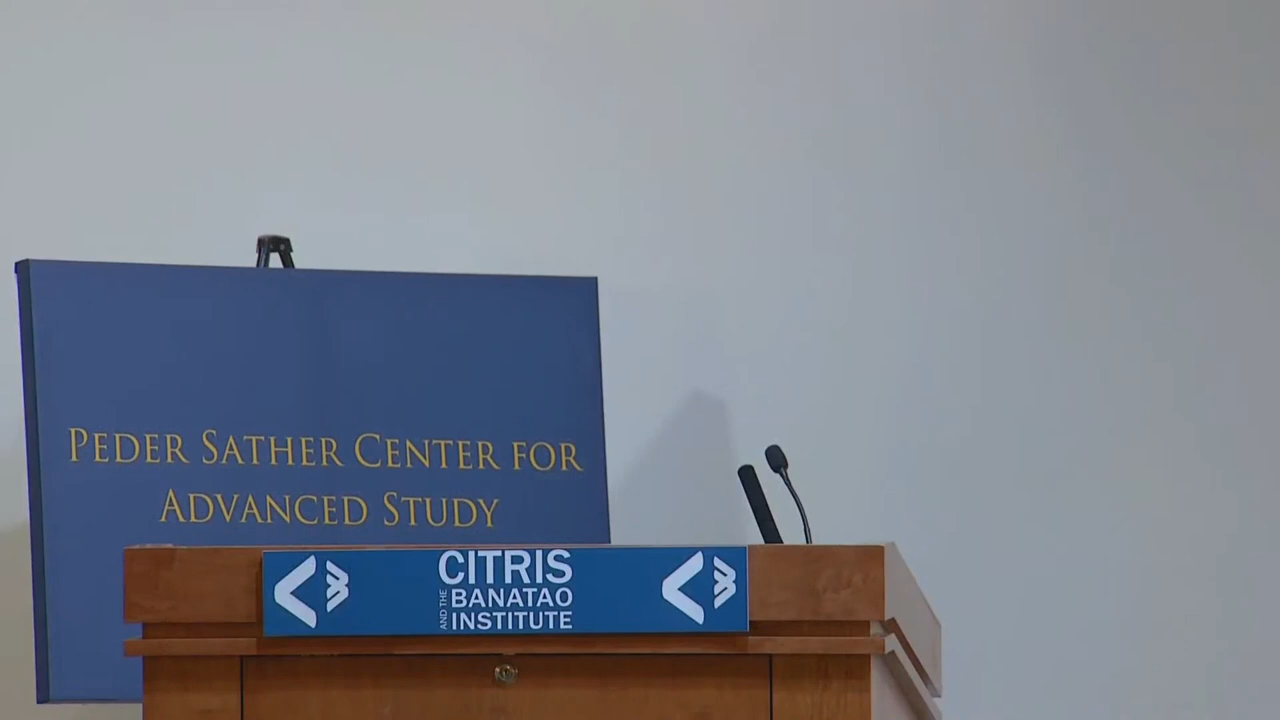 PEDER SATHER CENTER FOR
ADVANCED STUDY
CITRIS
AND THE
BANATAO
INSTITUTE